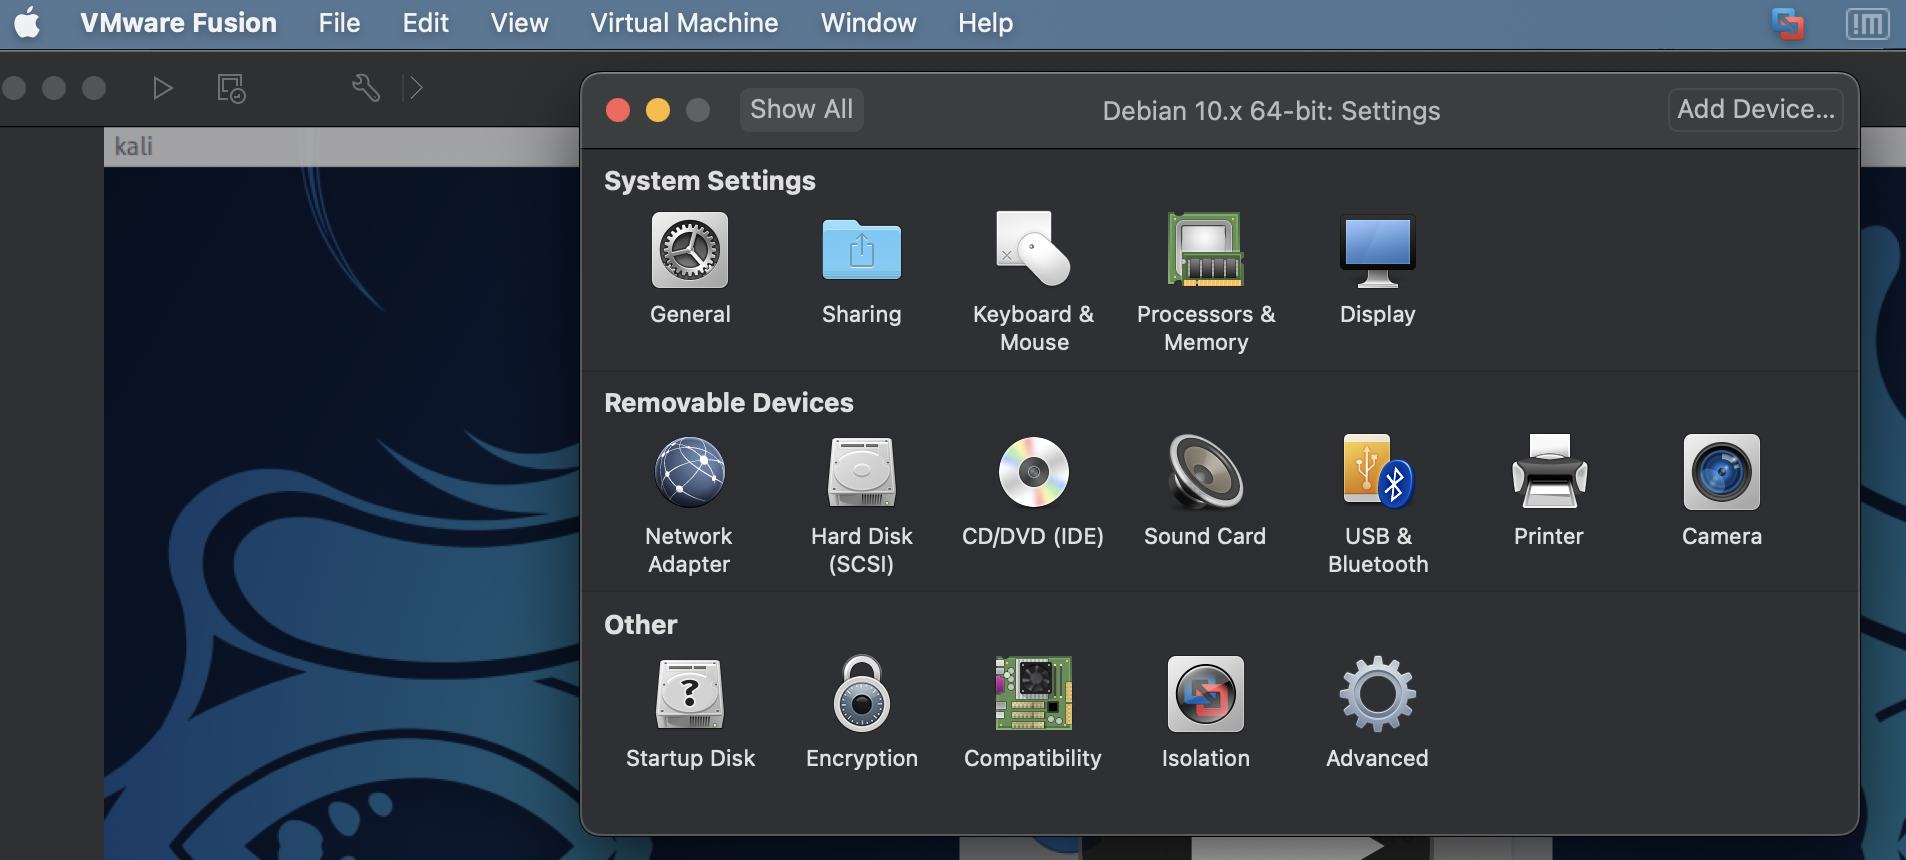 VMware Fusion File Edit View Virtual Machine Window Help
!m
Show All
Debian 10.x 64-bit: Settings
Add Device...
kali
System Settings
General
Sharing
Keyboard &
Mouse
Processors &
Memory
Display
Removable Devices
Network
Adapter
Hard Disk
(SCSI)
CD/DVD (IDE)
Sound Card
USB &
Bluetooth
Printer
Camera
Other
?
Startup Disk
Encryption
Compatibility
Isolation
Advanced